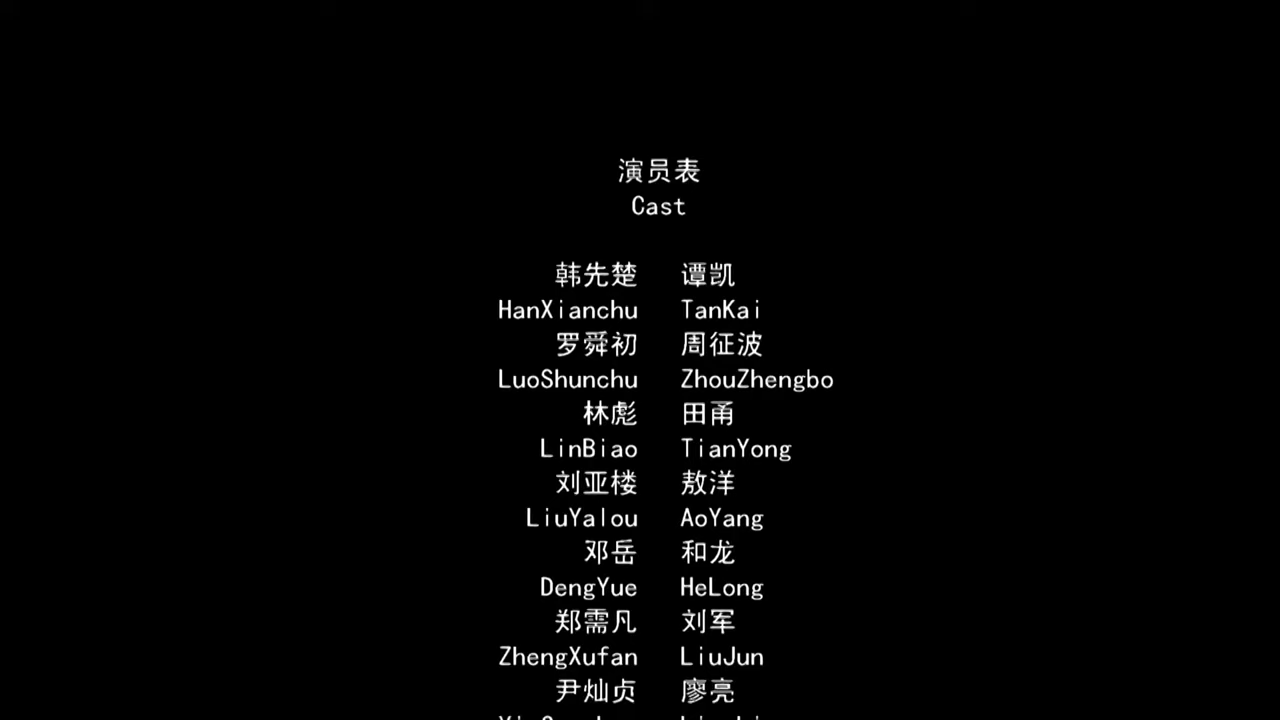 演员表
Cast
韩先楚 谭凯
HanXianchu TanKai
罗舜初 周征波
LuoShunchu ZhouZhengbo
林彪 田甬
LinBiao TianYong
刘亚楼 敖洋
LiuYalou AoYang
邓岳 和龙
DengYue HeLong
郑需凡 刘军
ZhengXufan LiuJun
尹灿贞 廖亮